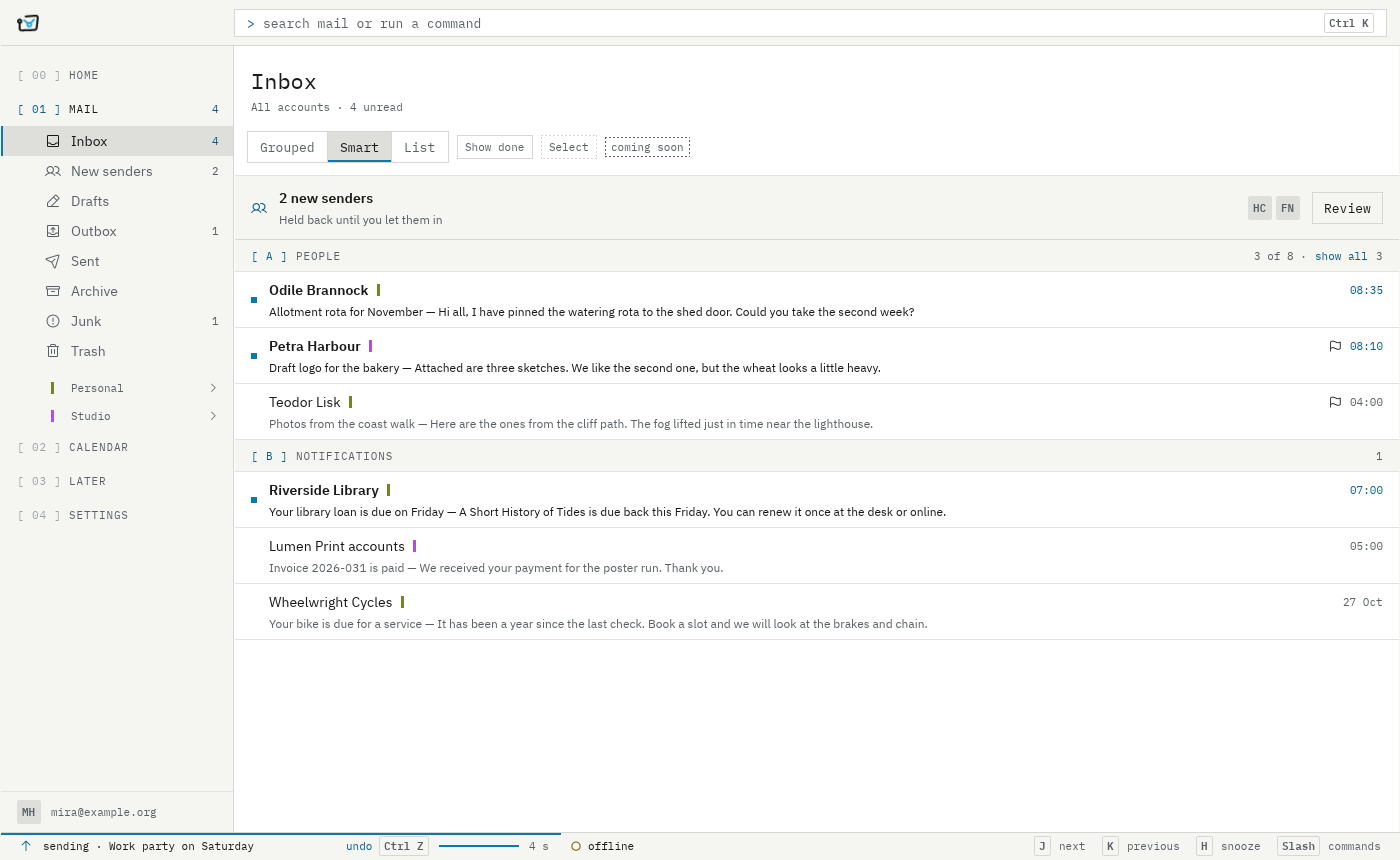 > search mail or run a command Ctrl K
[ 00 ] HOME
[ 01 ] MAIL 4
Inbox 4
New senders 2
Drafts
Outbox 1
Sent
Archive
Junk 1
Trash
Personal
Studio
[ 02 ] CALENDAR
[ 03 ] LATER
[ 04 ] SETTINGS
MH mira@example.org
Inbox
All accounts · 4 unread
Grouped Smart List Show done Select coming soon
2 new senders
Held back until you let them in
HC FN Review
[ A ] PEOPLE 3 of 8 · show all 3
Odile Brannock 08:35
Allotment rota for November — Hi all, I have pinned the watering rota to the shed door. Could you take the second week?
Petra Harbour 08:10
Draft logo for the bakery — Attached are three sketches. We like the second one, but the wheat looks a little heavy.
Teodor Lisk 04:00
Photos from the coast walk — Here are the ones from the cliff path. The fog lifted just in time near the lighthouse.
[ B ] NOTIFICATIONS 1
Riverside Library 07:00
Your library loan is due on Friday — A Short History of Tides is due back this Friday. You can renew it once at the desk or online.
Lumen Print accounts 05:00
Invoice 2026-031 is paid — We received your payment for the poster run. Thank you.
Wheelwright Cycles 27 Oct
Your bike is due for a service — It has been a year since the last check. Book a slot and we will look at the brakes and chain.
sending · Work party on Saturday undo Ctrl Z 4 s offline J next K previous H snooze Slash commands